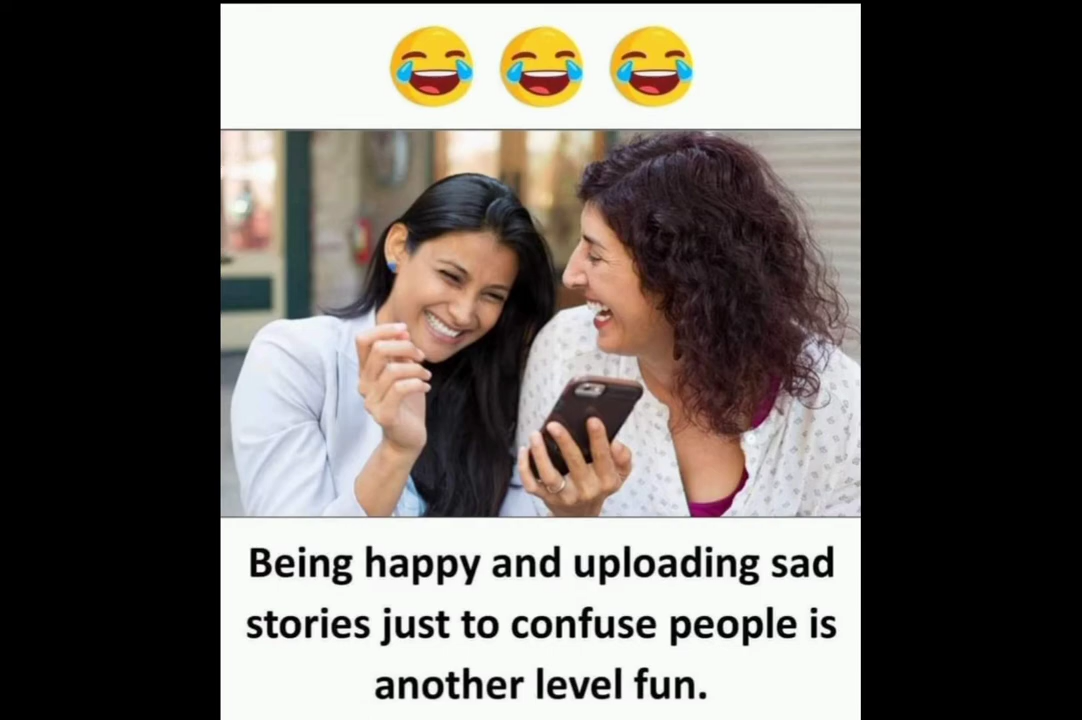 Being happy and uploading sad
stories just to confuse people is
another level fun.